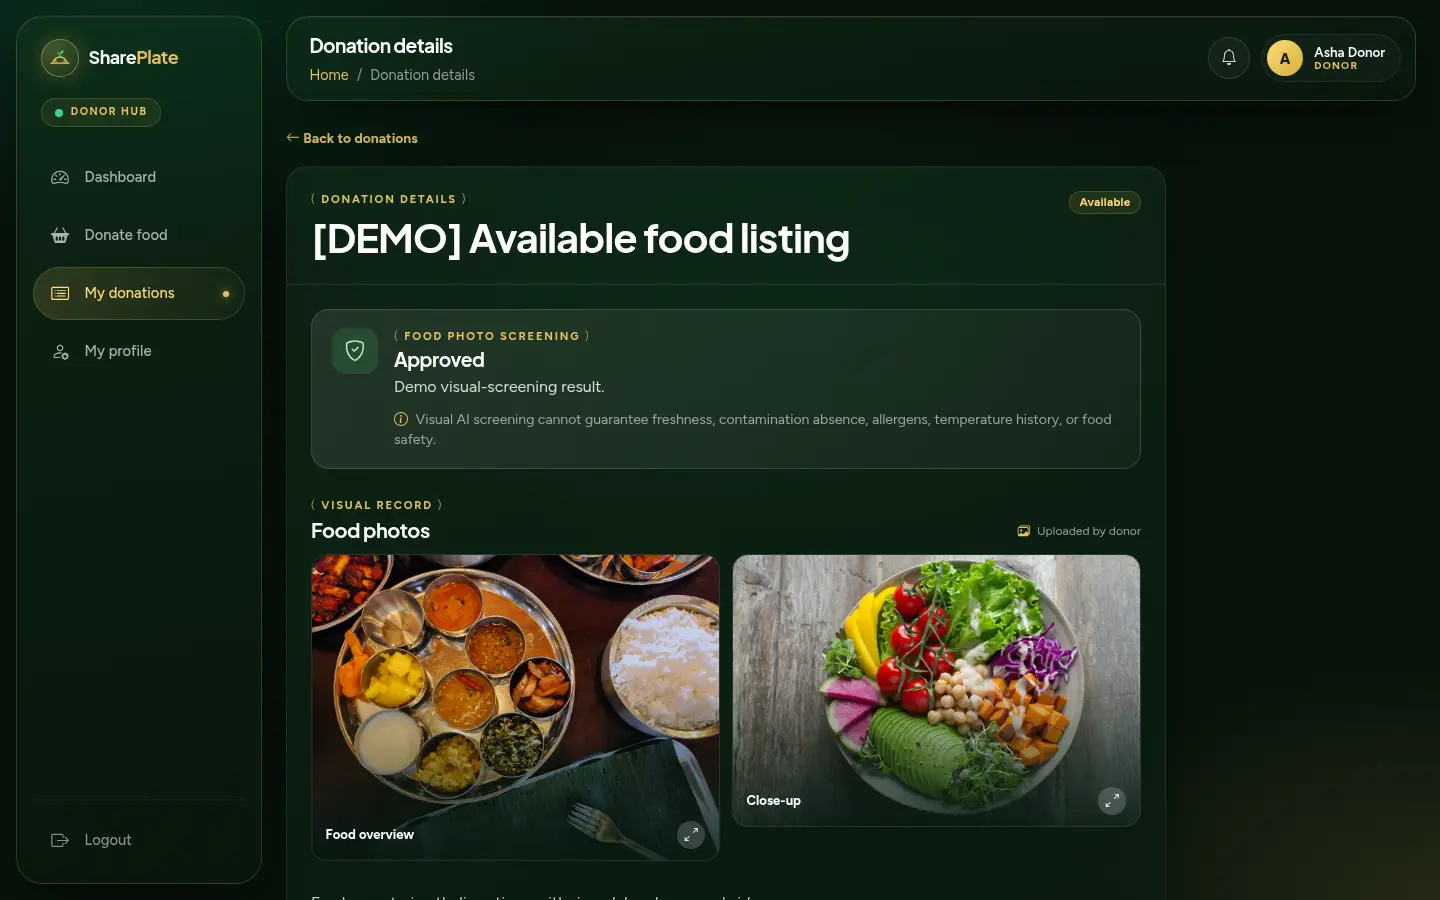 SharePlate
DONOR HUB
Dashboard
Donate food
My donations
My profile
Logout
Donation details
Home / Donation details
A
Asha Donor
DONOR
← Back to donations
( DONATION DETAILS )
Available
[DEMO] Available food listing
( FOOD PHOTO SCREENING )
Approved
Demo visual-screening result.
Visual AI screening cannot guarantee freshness, contamination absence, allergens, temperature history, or food
safety.
( VISUAL RECORD )
Food photos
Uploaded by donor
Food overview
Close-up